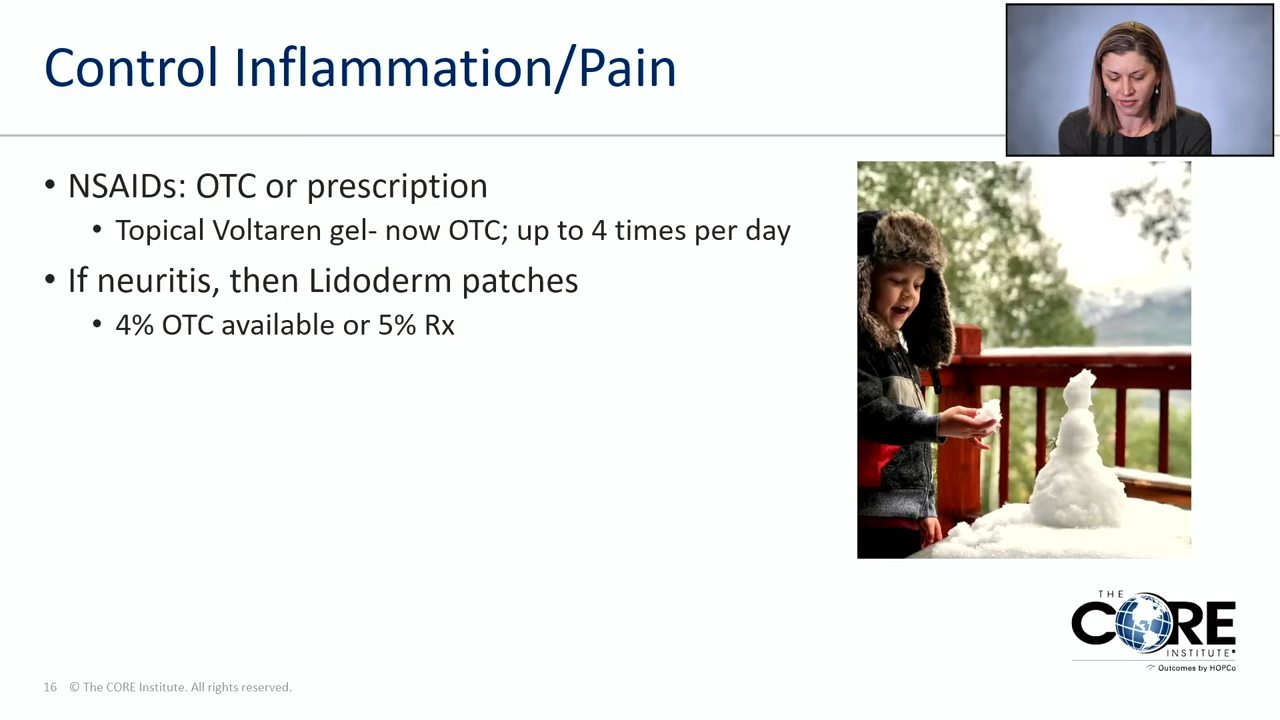 Control Inflammation/Pain
• NSAIDs: OTC or prescription
• Topical Voltaren gel- now OTC; up to 4 times per day
• If neuritis, then Lidoderm patches
• 4% OTC available or 5% Rx
THE
CORE
INSTITUTE
Outcomes by HOPCo
16 © The CORE Institute. All rights reserved.